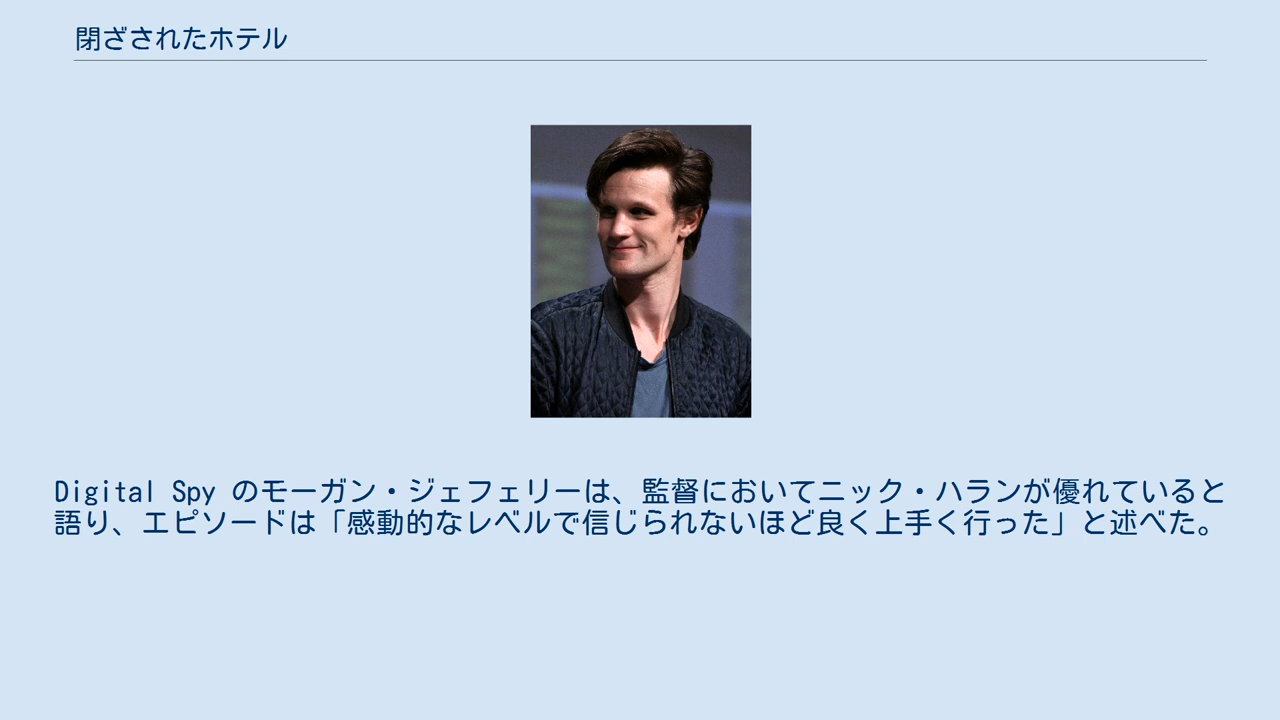 閉ざされたホテル
Digital Spy のモーガン・ジェフェリーは、監督においてニック・ハランが優れていると
語り、エピソードは「感動的なレベルで信じられないほど良く上手く行った」と述べた。